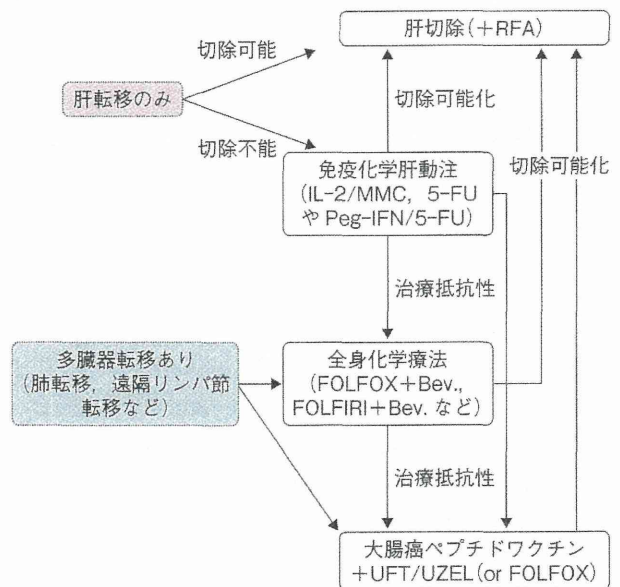 肝切除(+RFA)
切除可能
肝転移のみ
切除不能
切除可能化
切除可能化
免疫化学肝動注
(IL-2/MMC, 5-FU
や Peg-IFN/5-FU)
治療抵抗性
多臓器転移あり
(肺転移, 遠隔リンパ節
転移など)
全身化学療法
(FOLFOX+Bev.,
FOLFIRI+Bev. など)
治療抵抗性
大腸癌ペプチドワクチン
+UFT/UZEL(or FOLFOX)